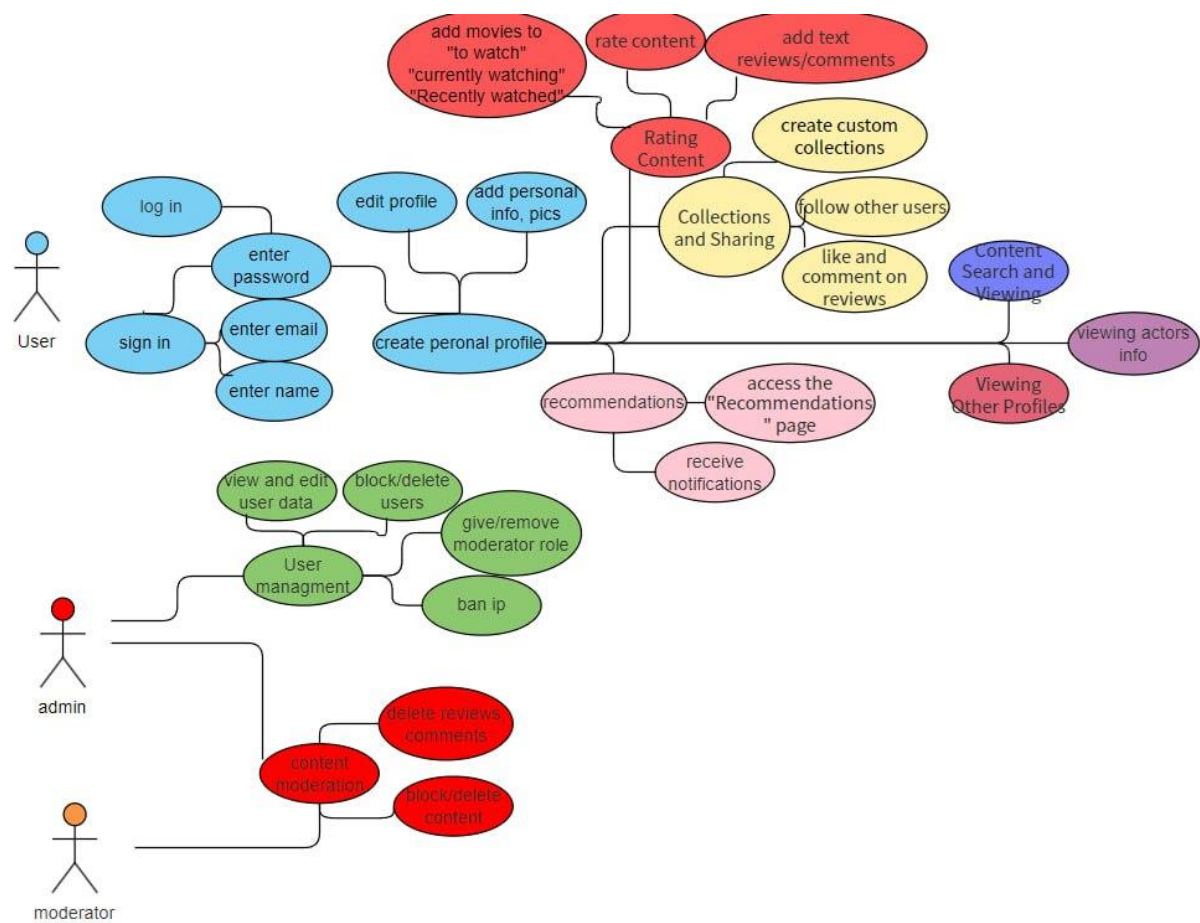 add movies to
"to watch"
"currently watching"
"Recently watched"
rate content
add text
reviews/comments
Rating
Content
create custom
collections
log in
edit profile
add personal
info, pics
Collections
and Sharing
follow other users
enter
password
like and
comment on
reviews
Content
Search and
Viewing
User
sign in
enter email
create peronal profile
viewing actors
info
enter name
recommendations
access the
"Recommendations
" page
Viewing
Other Profiles
receive
notifications
view and edit
user data
block/delete
users
give/remove
moderator role
User
managment
ban ip
admin
delete reviews
comments
content
moderation
block/delete
content
moderator